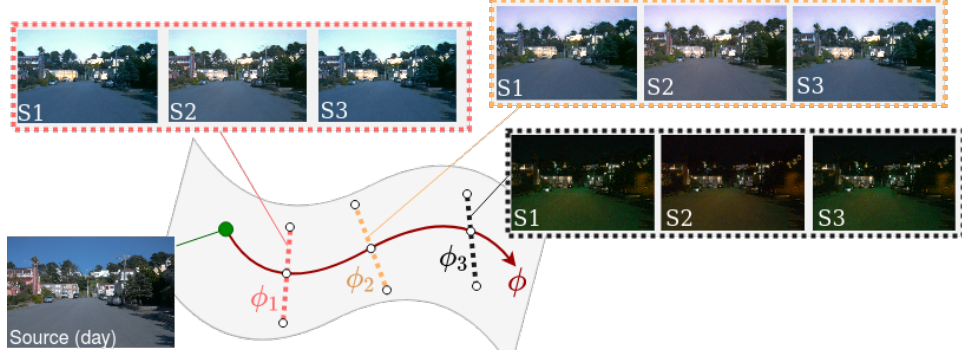 S1 S2 S3
S1 S2 S3
S1 S2 S3
ϕ1 ϕ2 ϕ3 ϕ
Source (day)